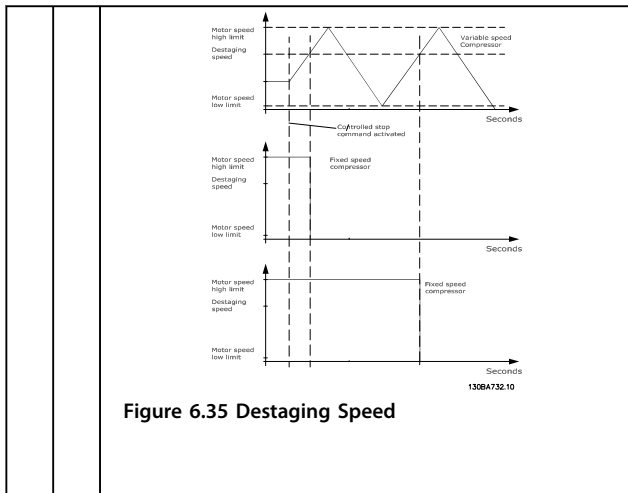 Motor speed
high limit
Destaging
speed
Motor speed
low limit
Variable speed
Compressor
Seconds
Controlled stop
command activated
Motor speed
high limit
Destaging
speed
Motor speed
low limit
Fixed speed
compressor
Seconds
Motor speed
high limit
Destaging
speed
Motor speed
low limit
Fixed speed
compressor
Seconds
130BA732.10
Figure 6.35 Destaging Speed